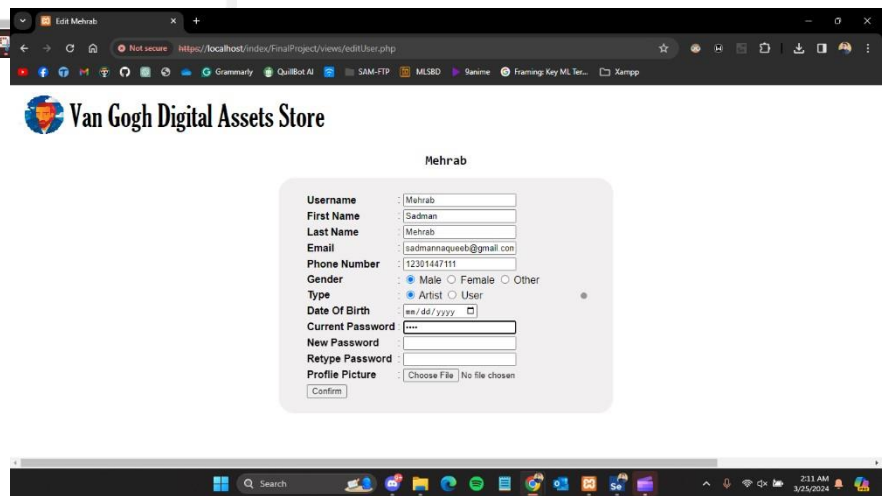 Edit Mehrab
Not secure https://localhost/index/FinalProject/views/editUser.php
Grammarly QuillBot AI SAM-FTP MLSBD 9anime Framing: Key ML Ter... Xampp
Van Gogh Digital Assets Store
Mehrab
Username : Mehrab
First Name : Sadman
Last Name : Mehrab
Email : sadmannaqueeb@gmail.com
Phone Number : 12301447111
Gender : Male Female Other
Type : Artist User
Date Of Birth : mm/dd/yyyy
Current Password : ····
New Password :
Retype Password :
Proflie Picture : Choose File No file chosen
Confirm
Search
2:11 AM
3/25/2024